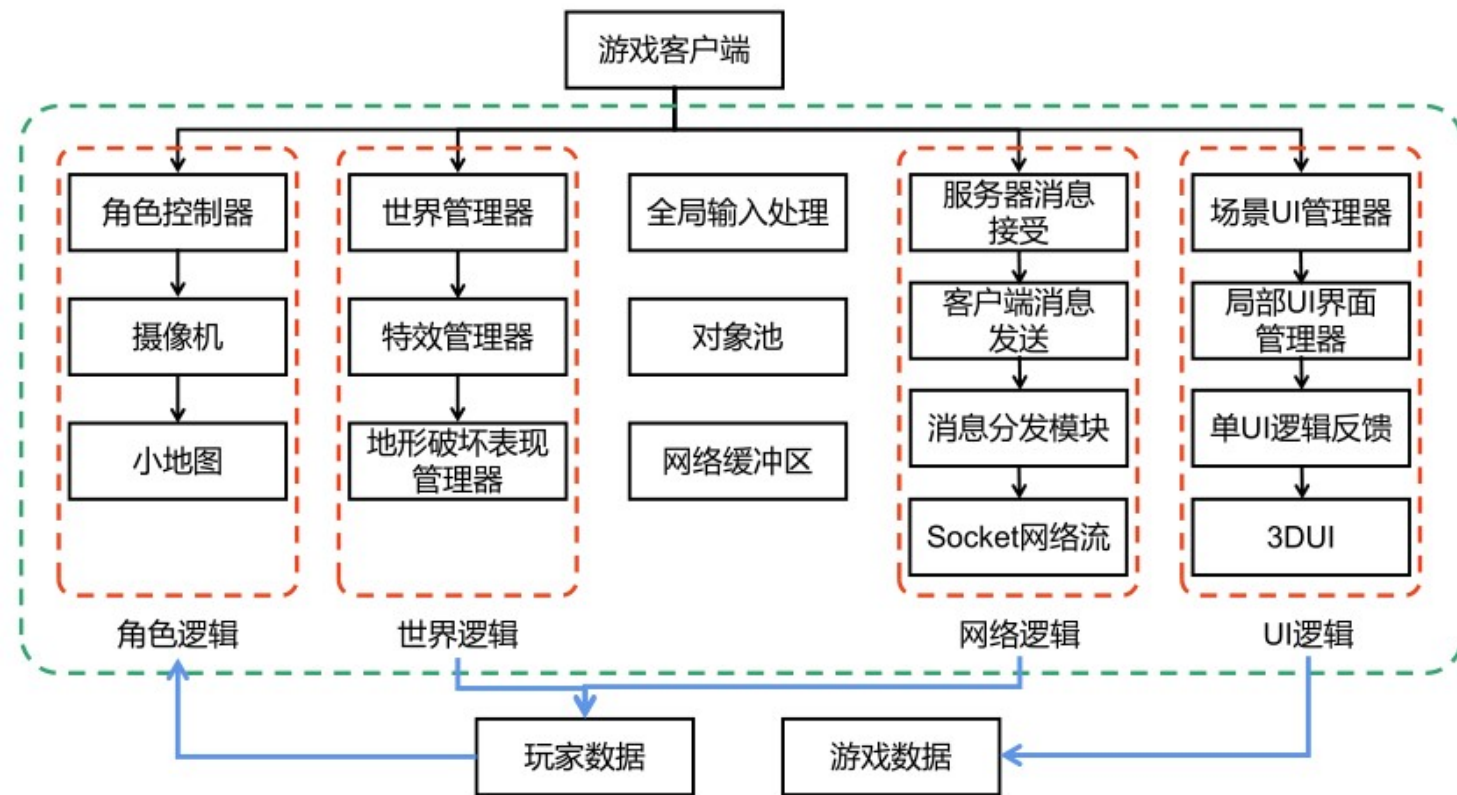 游戏客户端
角色控制器
世界管理器
全局输入处理
服务器消息
接受
场景UI管理器
摄像机
特效管理器
对象池
客户端消息
发送
局部UI界面
管理器
小地图
地形破坏表现
管理器
网络缓冲区
消息分发模块
单UI逻辑反馈
Socket网络流
3DUI
角色逻辑
世界逻辑
网络逻辑
UI逻辑
玩家数据
游戏数据